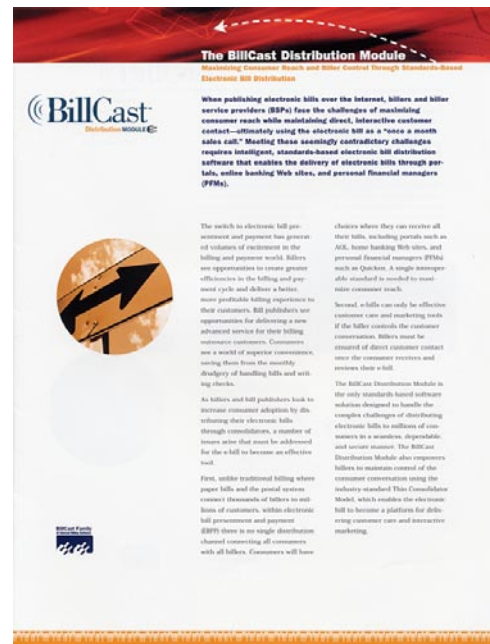 The BillCast Distribution Module
Maximizing Consumer Reach and Biller Control Through Standards-Based
Electronic Bill Distribution
BillCast
Distribution MODULE
When publishing electronic bills over the Internet, billers and biller
service providers (BSPs) face the challenges of maximizing
consumer reach while maintaining direct, interactive customer
contact—ultimately using the electronic bill as a "once a month
sales call." Meeting these seemingly contradictory challenges
requires intelligent, standards-based electronic bill distribution
software that enables the delivery of electronic bills through por-
tals, online banking Web sites, and personal financial managers
(PFMs).
The switch to electronic bill pre-
sentment and payment has generat-
ed volumes of excitement in the
billing and payment world. Billers
see opportunities to create greater
efficiencies in the billing and pay-
ment cycle and deliver a better,
more profitable billing experience to
their customers. Bill publishers see
opportunities for delivering a new
advanced service for their billing
outsource customers. Consumers
see a world of superior convenience,
saving them from the monthly
drudgery of handling bills and writ-
ing checks.
As billers and bill publishers look to
increase consumer adoption by dis-
tributing their electronic bills
through consolidators, a number of
issues arise that must be addressed
for the e-bill to become an effective
tool.
First, unlike traditional billing where
paper bills and the postal system
connect thousands of billers to mil-
lions of customers, within electronic
bill presentment and payment
(EBPP) there is no single distribution
channel connecting all consumers
with all billers. Consumers will have
choices where they can receive all
their bills, including portals such as
AOL, home banking Web sites, and
personal financial managers (PFMs)
such as Quicken. A single interoper-
able standard is needed to maxi-
mize consumer reach.
Second, e-bills can only be effective
customer care and marketing tools
if the biller controls the customer
conversation. Billers must be
ensured of direct customer contact
once the consumer receives and
reviews their e-bill.
The BillCast Distribution Module is
the only standards-based software
solution designed to handle the
complex challenges of distributing
electronic bills to millions of con-
sumers in a seamless, dependable,
and secure manner. The BillCast
Distribution Module also empowers
billers to maintain control of the
consumer conversation using the
industry-standard Thin Consolidator
Model, which enables the electronic
bill to become a platform for deliv-
ering customer care and interactive
marketing.
BillCast Family
of Internet Billing Software